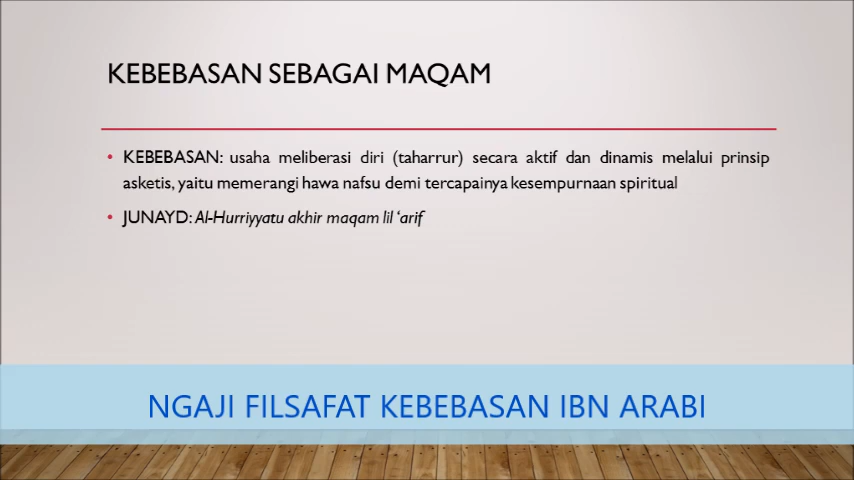 KEBEBASAN SEBAGAI MAQAM
• KEBEBASAN: usaha meliberasi diri (taharrur) secara aktif dan dinamis melalui prinsip
asketis, yaitu memerangi hawa nafsu demi tercapainya kesempurnaan spiritual
• JUNAYD: Al-Hurriyyatu akhir maqam lil ‘arif
NGAJI FILSAFAT KEBEBASAN IBN ARABI